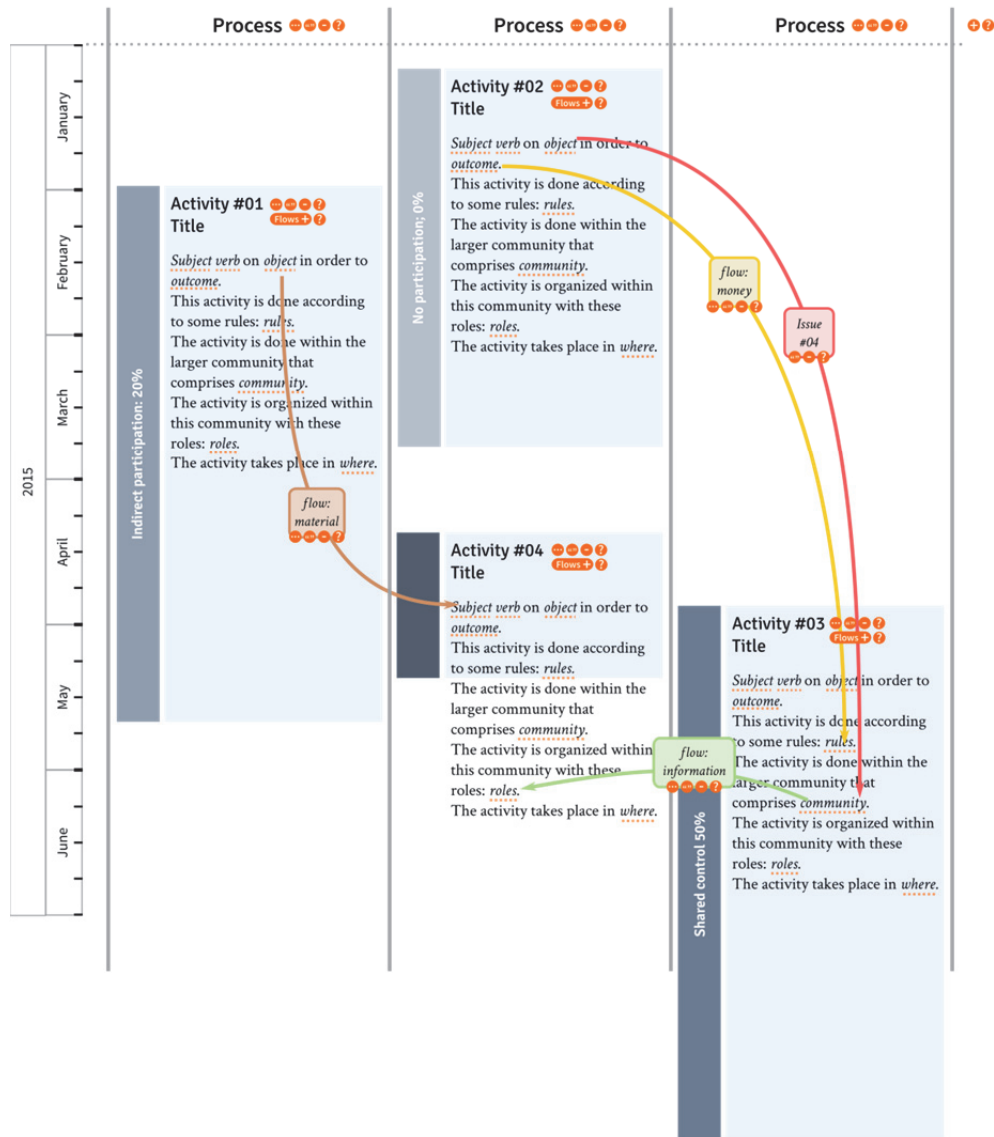 Process
Process
Process
2015
January
February
March
April
May
June
Indirect participation: 20%
Activity #01
Flows + ?
Title
Subject verb on object in order to
outcome.
This activity is done according
to some rules: rules.
The activity is done within the
larger community that
comprises community.
The activity is organized within
this community with these
roles: roles.
The activity takes place in where.
flow:
material
No participation; 0%
Activity #02
Flows + ?
Title
Subject verb on object in order to
outcome.
This activity is done according
to some rules: rules.
The activity is done within the
larger community that
comprises community.
The activity is organized within
this community with these
roles: roles.
The activity takes place in where.
flow:
money
Issue
#04
Activity #04
Flows + ?
Title
Subject verb on object in order to
outcome.
This activity is done according
to some rules: rules.
The activity is done within the
larger community that
comprises community.
The activity is organized within
this community with these
roles: roles.
The activity takes place in where.
flow:
information
Shared control 50%
Activity #03
Flows + ?
Title
Subject verb on object in order to
outcome.
This activity is done according
to some rules: rules.
The activity is done within the
larger community that
comprises community.
The activity is organized within
this community with these
roles: roles.
The activity takes place in where.